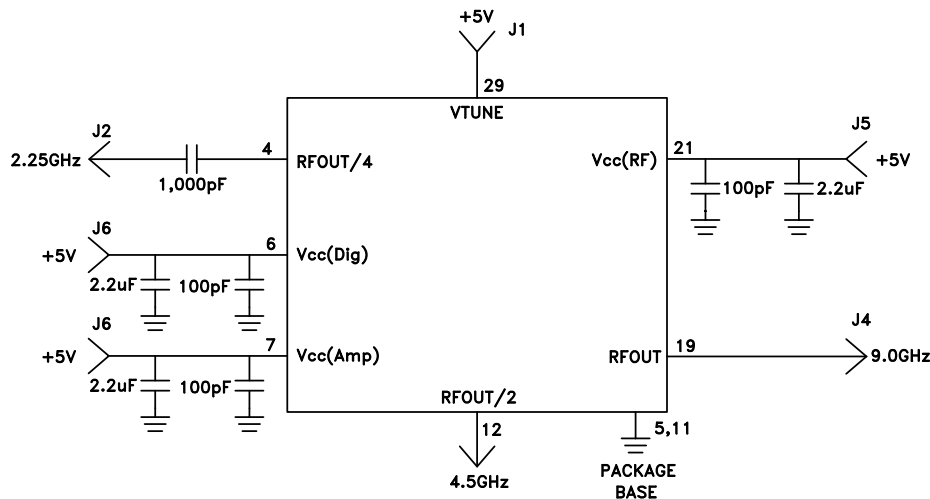 +5V
J1
29
VTUNE
J2
2.25GHz
1,000pF
4
RFOUT/4
21
Vcc(RF)
J5
+5V
100pF
2.2uF
J6
+5V
6
Vcc(Dig)
2.2uF
100pF
J6
+5V
7
Vcc(Amp)
2.2uF
100pF
RFOUT
19
J4
9.0GHz
RFOUT/2
12
4.5GHz
5,11
PACKAGE
BASE